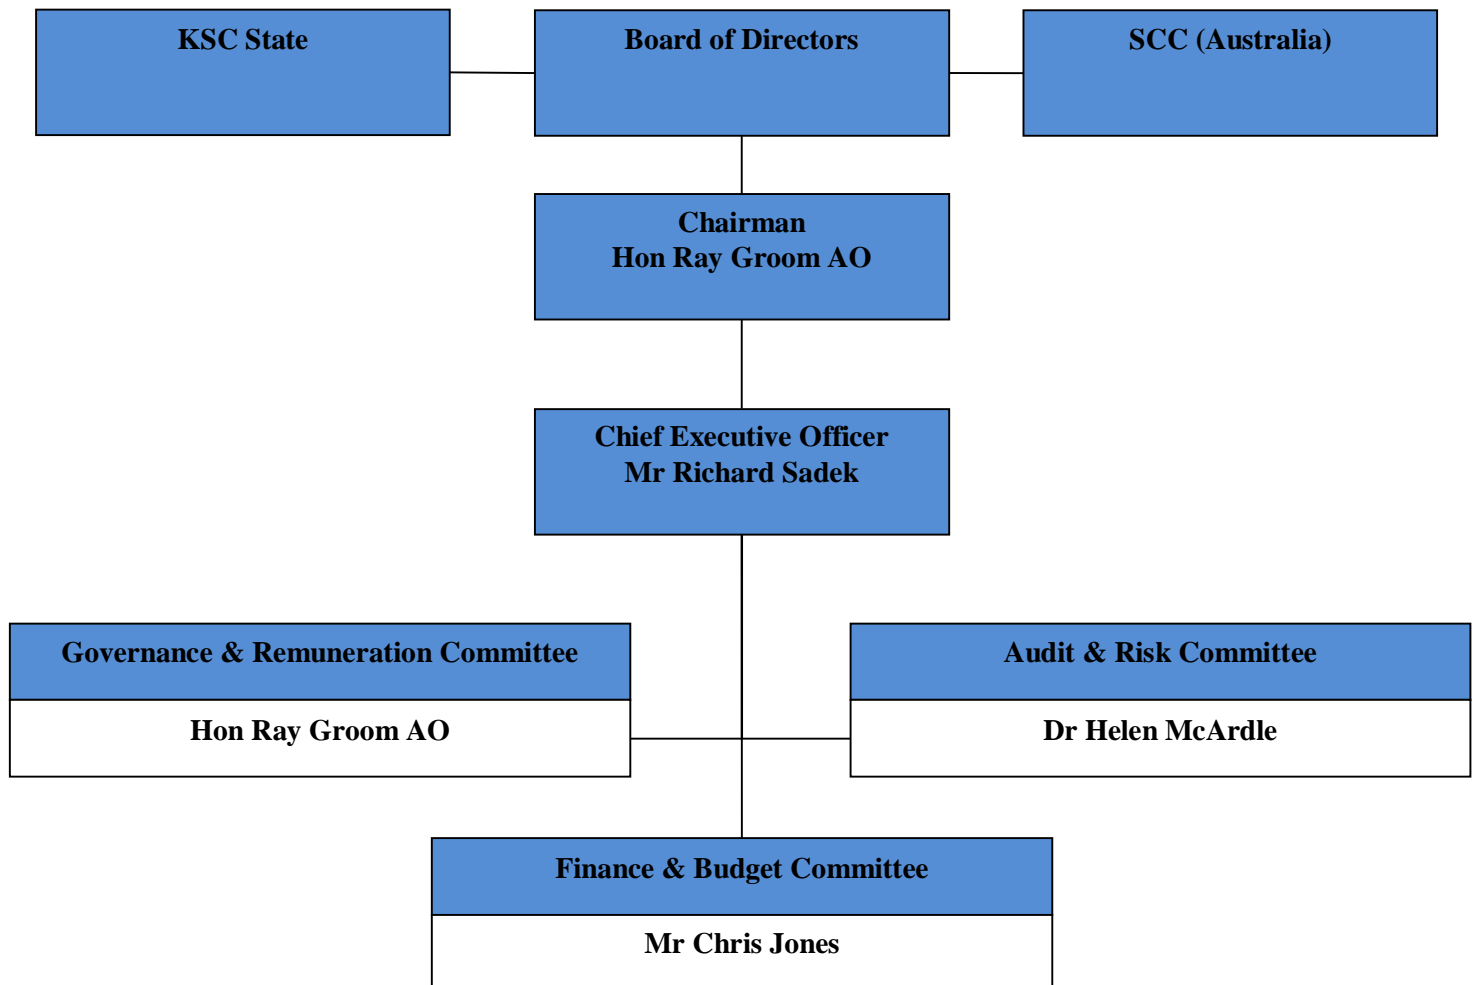 KSC State
Board of Directors
SCC (Australia)
Chairman
Hon Ray Groom AO
Chief Executive Officer
Mr Richard Sadek
Governance & Remuneration Committee
Hon Ray Groom AO
Audit & Risk Committee
Dr Helen McArdle
Finance & Budget Committee
Mr Chris Jones